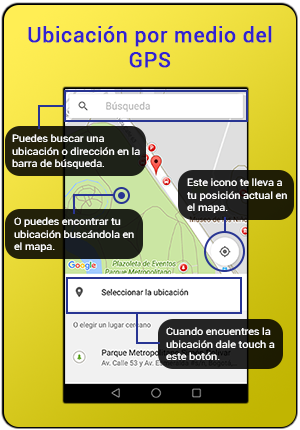 Ubicación por medio del
GPS
Búsqueda
Puedes buscar una
ubicación o dirección en la
barra de búsqueda.
Este icono te lleva a
tu posición actual en
el mapa.
O puedes encontrar tu
ubicación buscándola en
el mapa.
Google
Plazoleta de Eventos
Parque Metropolitano
Seleccionar la ubicación
O elegir un lugar cercano
Cuando encuentres la
ubicación dale touch a
este botón.
Parque Metropo
Av. Calle 53 y Av. Es